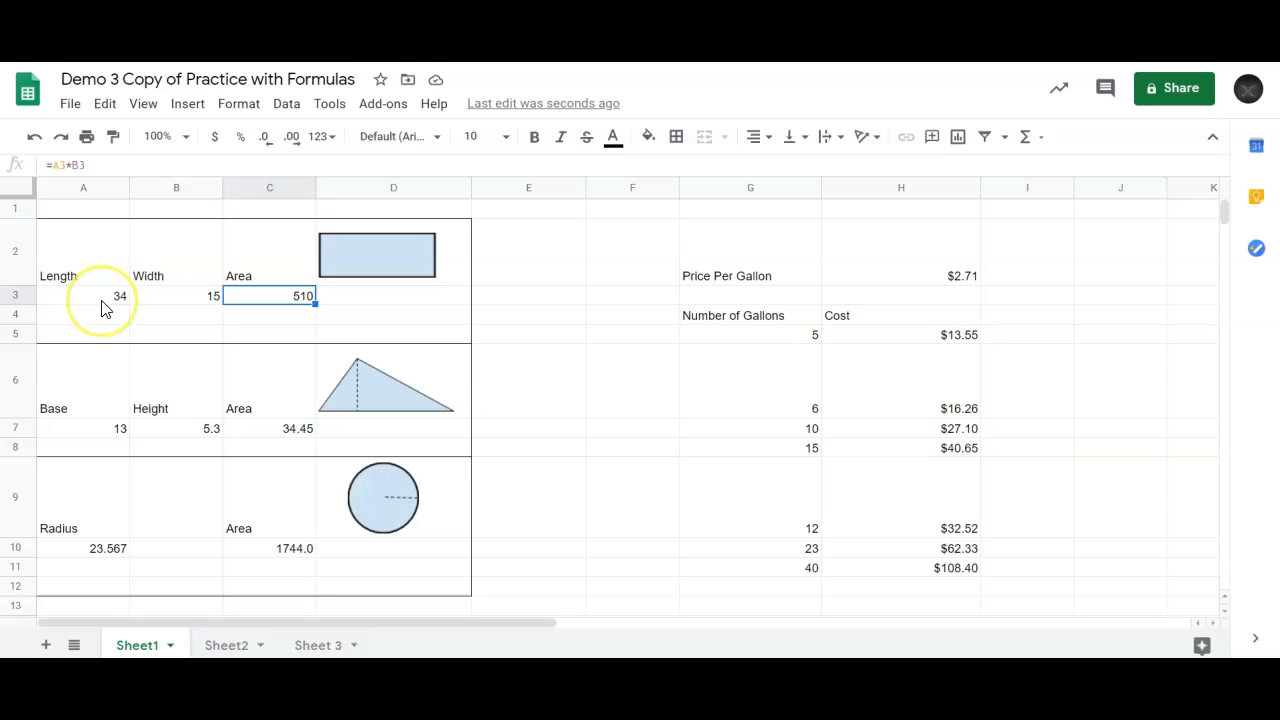 Demo 3 Copy of Practice with Formulas
File Edit View Insert Format Data Tools Add-ons Help Last edit was seconds ago
Share
100% $ % .0 .00 123 Default (Ari... 10 B I S A
fx =A3*B3
31
A B C D E F G H I J K
1
2 Length Width Area Price Per Gallon $2.71
3 34 15 510
4 Number of Gallons Cost
5 5 $13.55
6 Base Height Area 6 $16.26
7 13 5.3 34.45 10 $27.10
8 15 $40.65
9 Radius Area 12 $32.52
10 23.567 1744.0 23 $62.33
11 40 $108.40
12
13
Sheet1 Sheet2 Sheet 3